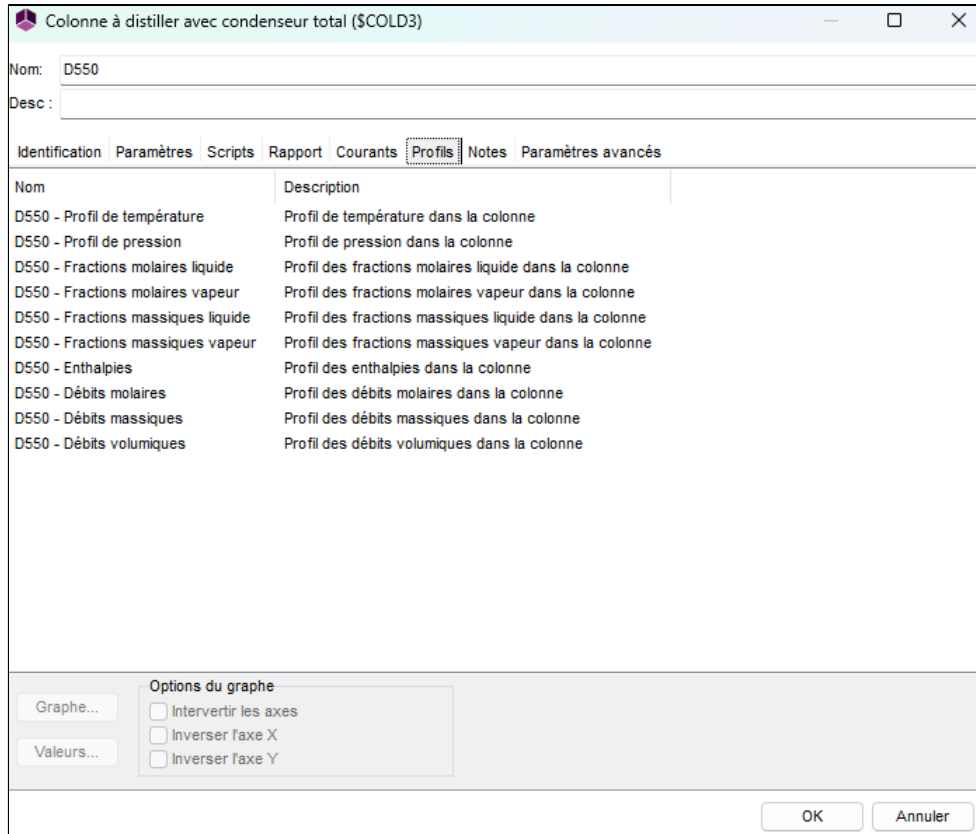 Colonne à distiller avec condenseur total ($COLD3)
Nom: D550
Desc :
Identification Paramètres Scripts Rapport Courants Profils Notes Paramètres avancés
Nom Description
D550 - Profil de température Profil de température dans la colonne
D550 - Profil de pression Profil de pression dans la colonne
D550 - Fractions molaires liquide Profil des fractions molaires liquide dans la colonne
D550 - Fractions molaires vapeur Profil des fractions molaires vapeur dans la colonne
D550 - Fractions massiques liquide Profil des fractions massiques liquide dans la colonne
D550 - Fractions massiques vapeur Profil des fractions massiques vapeur dans la colonne
D550 - Enthalpies Profil des enthalpies dans la colonne
D550 - Débits molaires Profil des débits molaires dans la colonne
D550 - Débits massiques Profil des débits massiques dans la colonne
D550 - Débits volumiques Profil des débits volumiques dans la colonne
Options du graphe
Graphe... Intervertir les axes
Inverser l'axe X
Valeurs... Inverser l'axe Y
OK Annuler